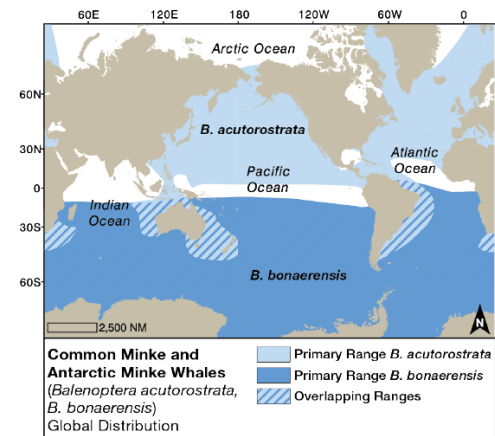 60E 120E 180 120W 60W 0
Arctic Ocean
60N
B. acutorostrata
30N
Atlantic
Ocean
Pacific
Ocean
0
Indian
Ocean
30S
B. bonaerensis
60S
2,500 NM
N
Common Minke and
Antarctic Minke Whales
(Balenoptera acutorostrata,
B. bonaerensis)
Global Distribution
Primary Range B. acutorostrata
Primary Range B. bonaerensis
Overlapping Ranges